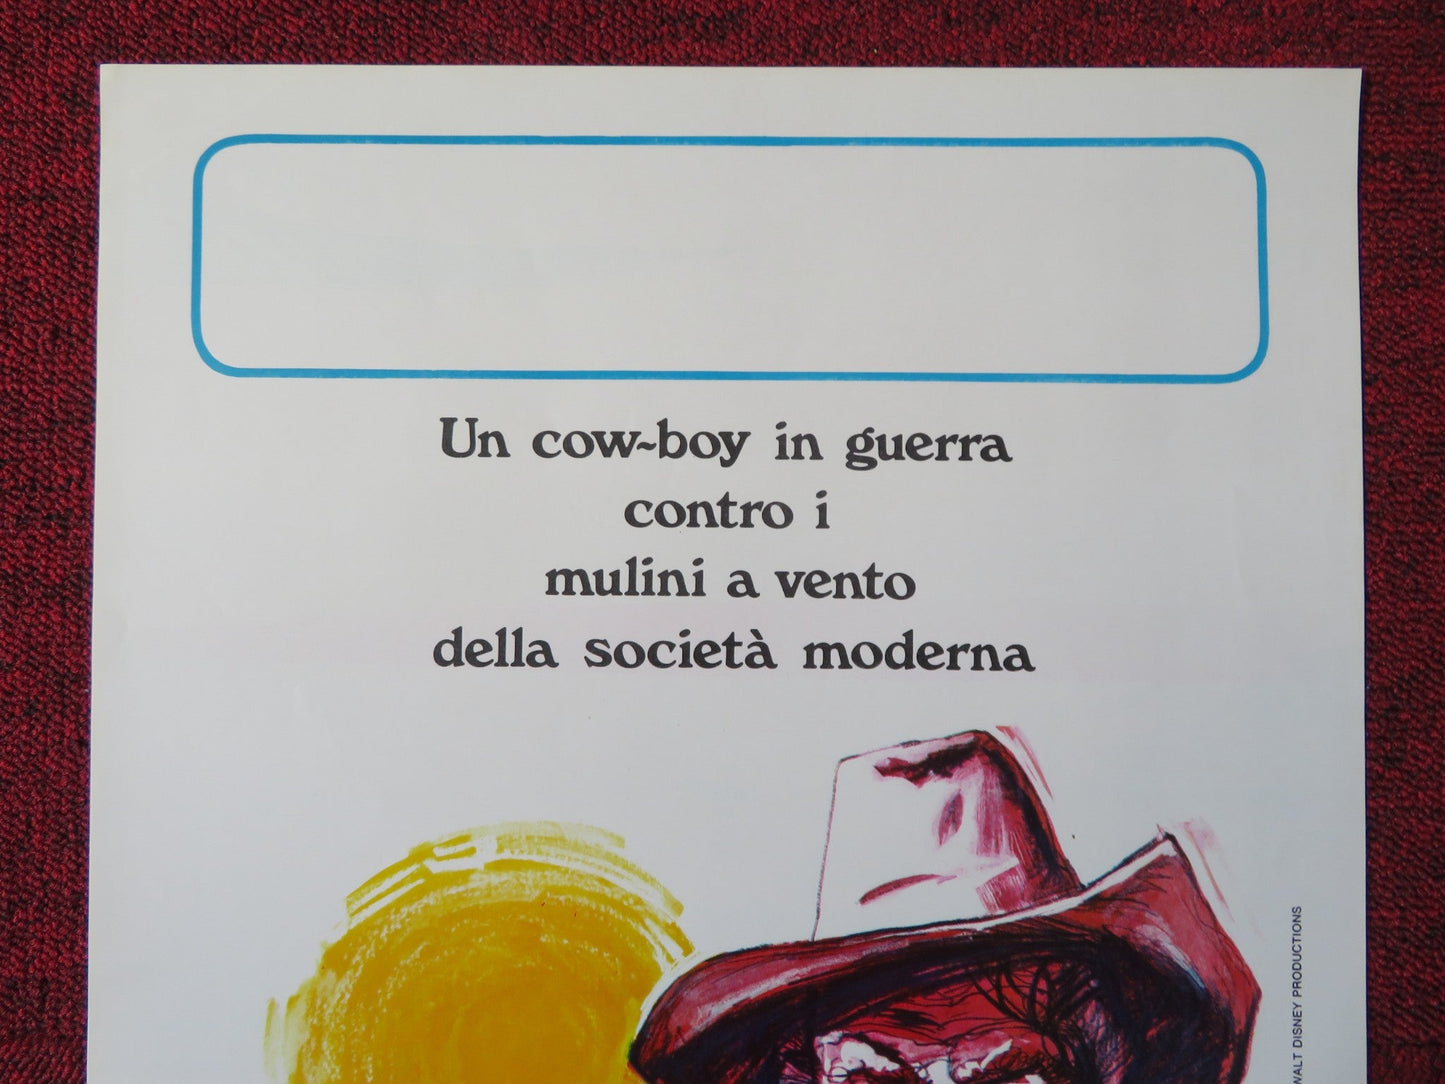 Un cow-boy in guerra
contro i
mulini a vento
della società moderna
WALT DISNEY PRODUCTIONS